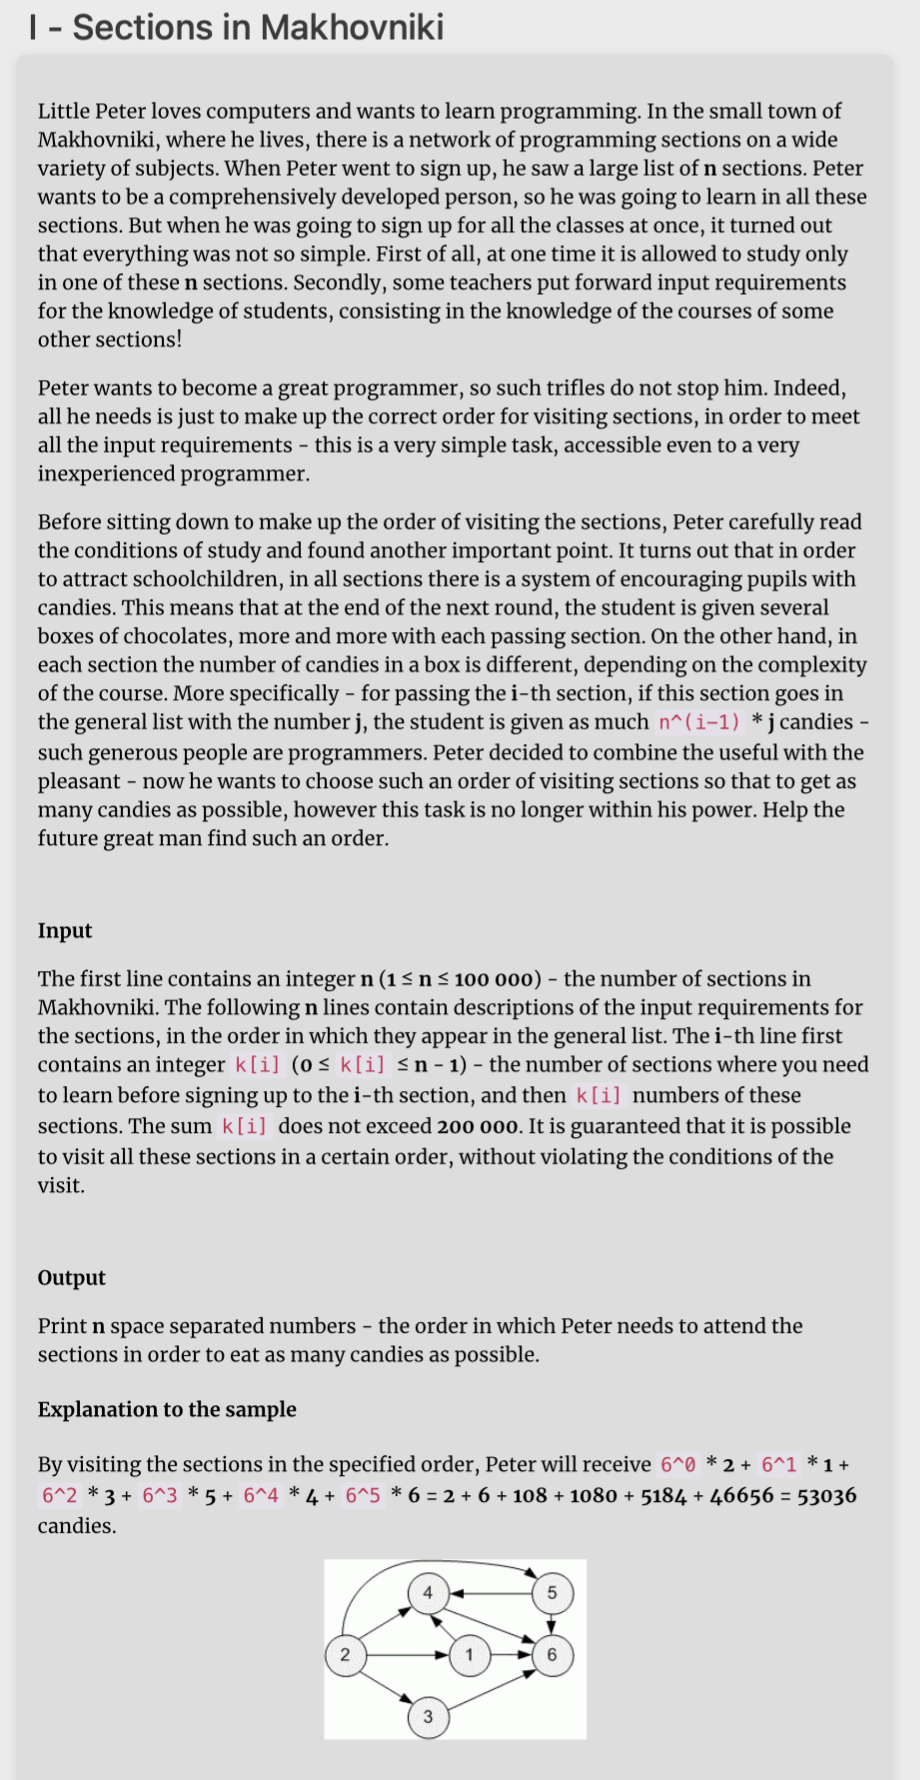 I - Sections in Makhovniki
Little Peter loves computers and wants to learn programming. In the small town of
Makhovniki, where he lives, there is a network of programming sections on a wide
variety of subjects. When Peter went to sign up, he saw a large list of n sections. Peter
wants to be a comprehensively developed person, so he was going to learn in all these
sections. But when he was going to sign up for all the classes at once, it turned out
that everything was not so simple. First of all, at one time it is allowed to study only
in one of these n sections. Secondly, some teachers put forward input requirements
for the knowledge of students, consisting in the knowledge of the courses of some
other sections!
Peter wants to become a great programmer, so such trifles do not stop him. Indeed,
all he needs is just to make up the correct order for visiting sections, in order to meet
all the input requirements - this is a very simple task, accessible even to a very
inexperienced programmer.
Before sitting down to make up the order of visiting the sections, Peter carefully read
the conditions of study and found another important point. It turns out that in order
to attract schoolchildren, in all sections there is a system of encouraging pupils with
candies. This means that at the end of the next round, the student is given several
boxes of chocolates, more and more with each passing section. On the other hand, in
each section the number of candies in a box is different, depending on the complexity
of the course. More specifically - for passing the i-th section, if this section goes in
the general list with the number j, the student is given as much n^(i-1) * j candies -
such generous people are programmers. Peter decided to combine the useful with the
pleasant - now he wants to choose such an order of visiting sections so that to get as
many candies as possible, however this task is no longer within his power. Help the
future great man find such an order.
Input
The first line contains an integer n (1 ≤ n ≤ 100 000) - the number of sections in
Makhovniki. The following n lines contain descriptions of the input requirements for
the sections, in the order in which they appear in the general list. The i-th line first
contains an integer k[i] (0 ≤ k[i] ≤ n - 1) - the number of sections where you need
to learn before signing up to the i-th section, and then k[i] numbers of these
sections. The sum k[i] does not exceed 200 000. It is guaranteed that it is possible
to visit all these sections in a certain order, without violating the conditions of the
visit.
Output
Print n space separated numbers - the order in which Peter needs to attend the
sections in order to eat as many candies as possible.
Explanation to the sample
By visiting the sections in the specified order, Peter will receive 6^0 * 2 + 6^1 * 1 +
6^2 * 3 + 6^3 * 5 + 6^4 * 4 + 6^5 * 6 = 2 + 6 + 108 + 1080 + 5184 + 46656 = 53036
candies.
4
5
2
1
6
3